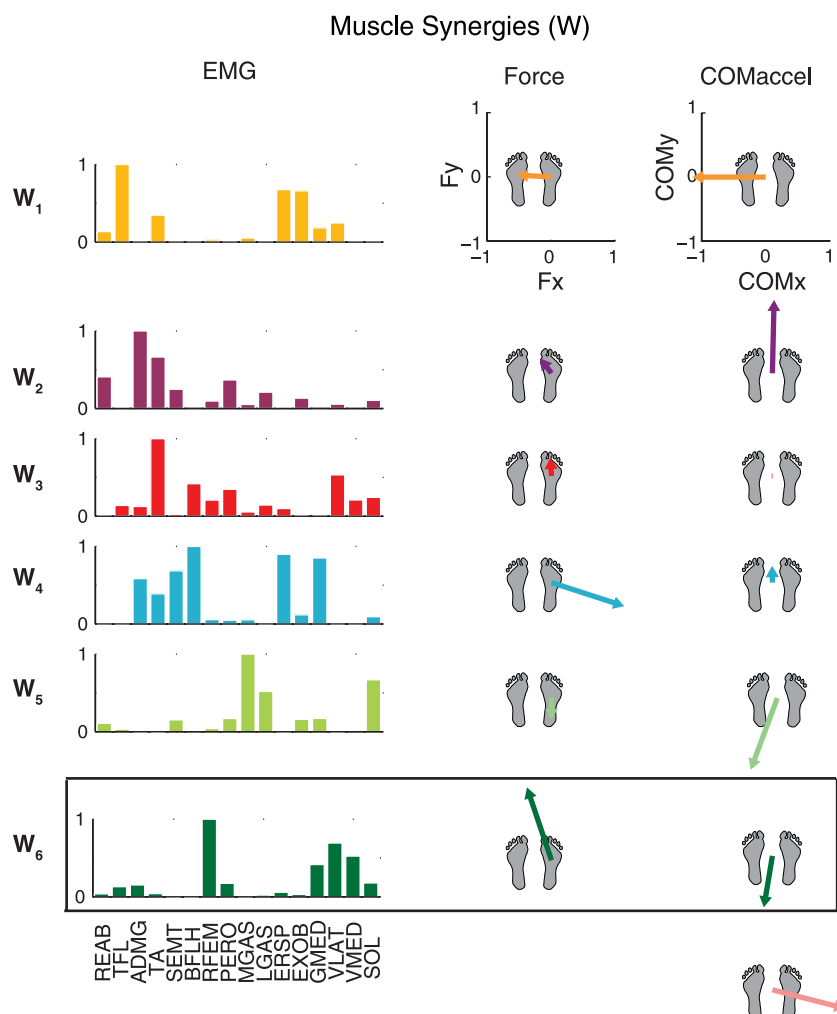 Muscle Synergies (W)
EMG
Force
COMaccel
W1
1
0
Fy
1
0
−1
−1
0
1
Fx
COMy
1
0
−1
−1
0
1
COMx
W2
1
0
W3
1
0
W4
1
0
W5
1
0
W6
1
0
REAB
TFL
ADMG
TA
SEMT
BFLH
RFEM
PERO
MGAS
LGAS
ERSP
EXOB
GMED
VLAT
VMED
SOL